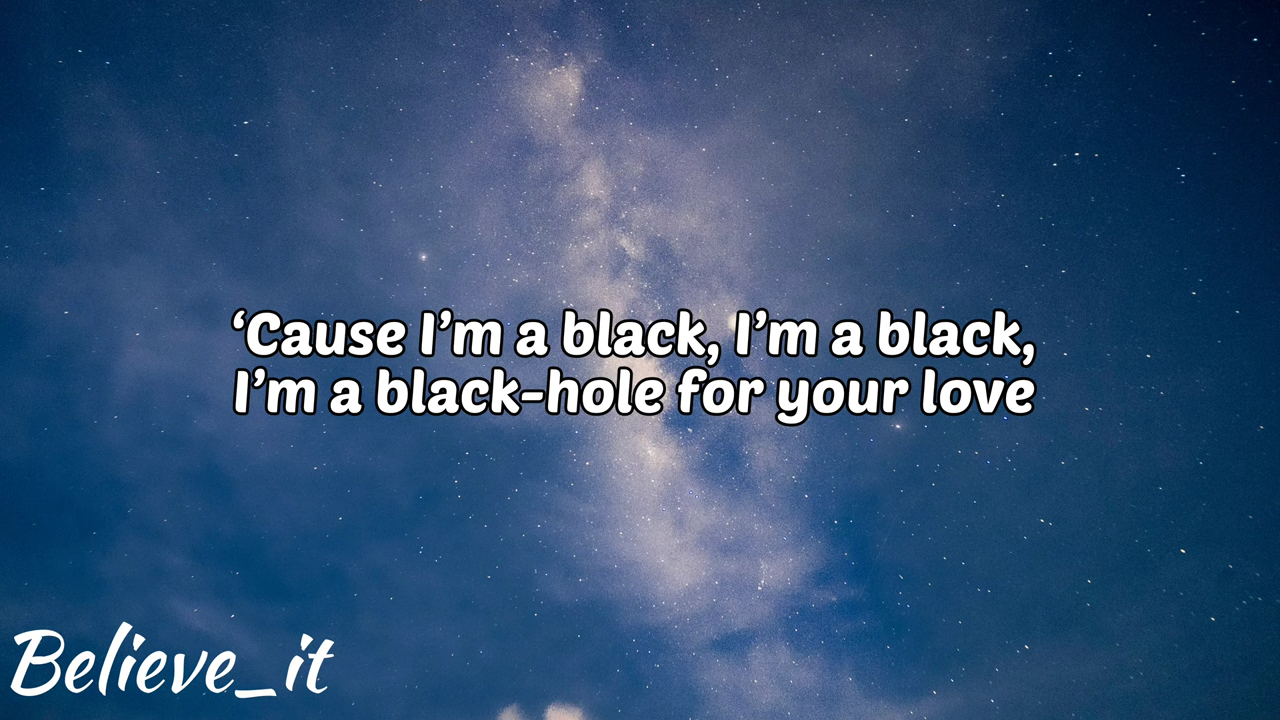 ‘Cause I’m a black, I’m a black,
I’m a black-hole for your love
Believe_it